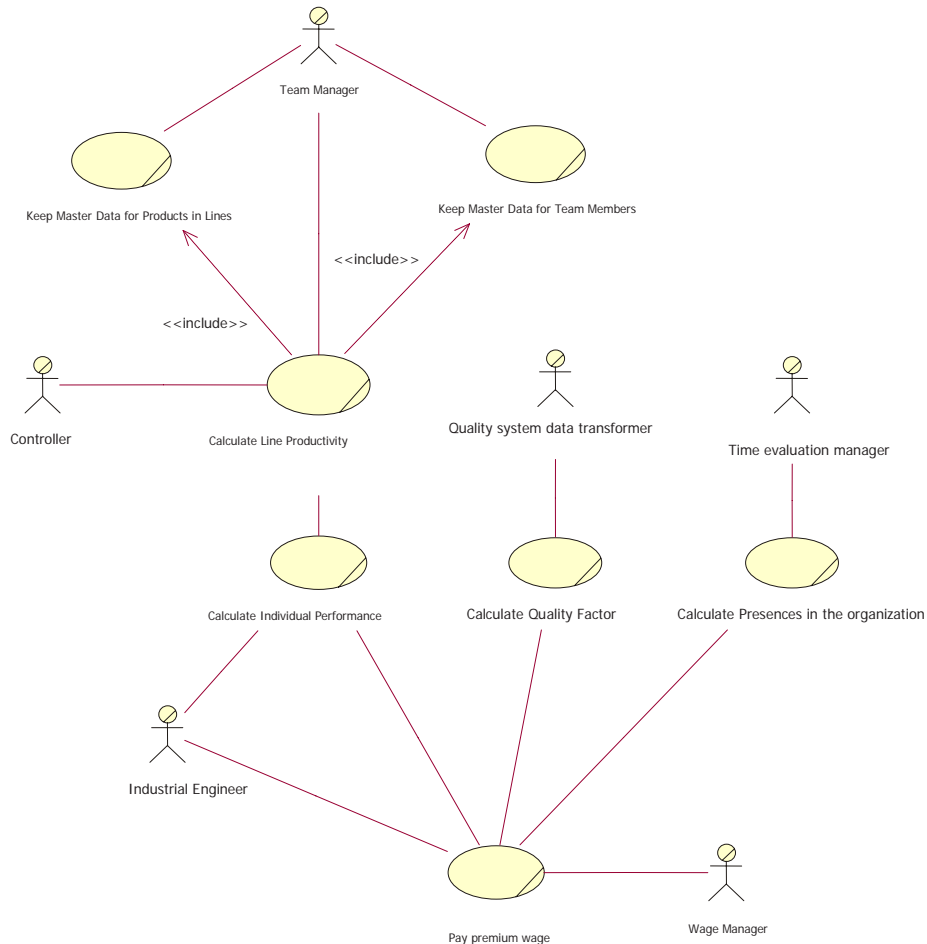 Team Manager
Keep Master Data for Products in Lines
Keep Master Data for Team Members
<<include>>
<<include>>
Controller
Calculate Line Productivity
Quality system data transformer
Time evaluation manager
Calculate Individual Performance
Calculate Quality Factor
Calculate Presences in the organization
Industrial Engineer
Pay premium wage
Wage Manager